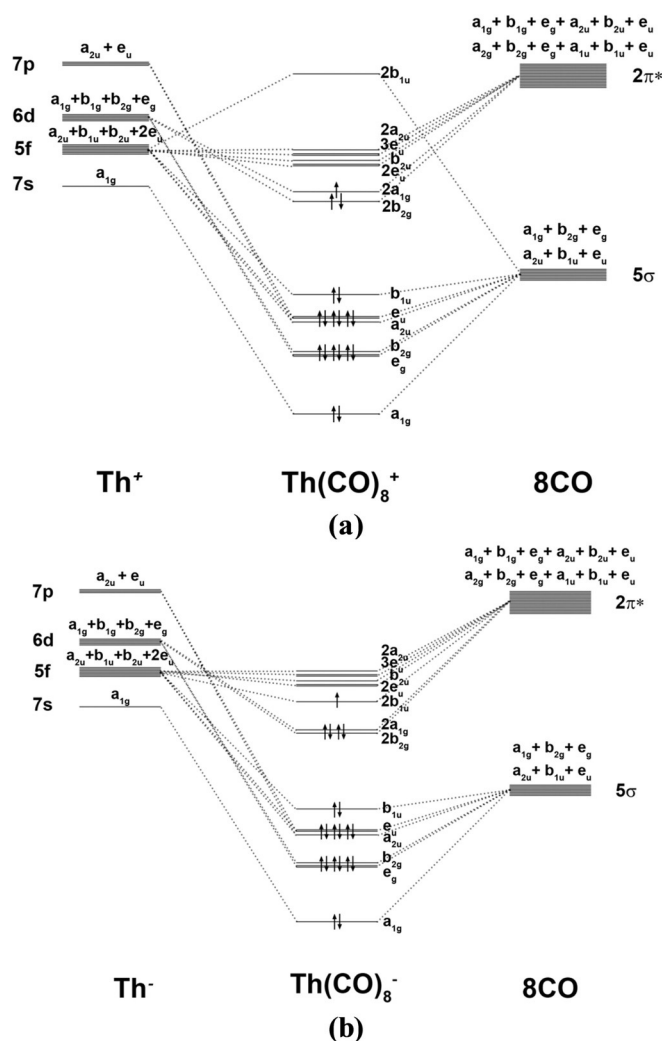 a1g+ b1g+ eg+ a2u+ b2u+ eu
a2g+ b2g+ eg+ a1u+ b1u+ eu
a2u + eu
7p
2π*
2b1u
a1g+b1g+b2g+eg
6d
a2u+b1u+b2u+2eu
5f
2a2u
3eu
b2u
2eu
a1g
7s
2a1g
2b2g
a1g+ b2g+ eg
a2u+ b1u+ eu
5σ
b1u
eu
a2u
b2g
eg
a1g
Th+
Th(CO)8+
8CO
(a)
a1g+ b1g+ eg+ a2u+ b2u+ eu
a2g+ b2g+ eg+ a1u+ b1u+ eu
a2u + eu
7p
2π*
a1g+b1g+b2g+eg
6d
a2u+b1u+b2u+2eu
5f
2a2u
3eu
b2u
2eu
2b1u
a1g
7s
2a1g
2b2g
a1g+ b2g+ eg
a2u+ b1u+ eu
5σ
b1u
eu
a2u
b2g
eg
a1g
Th-
Th(CO)8-
8CO
(b)